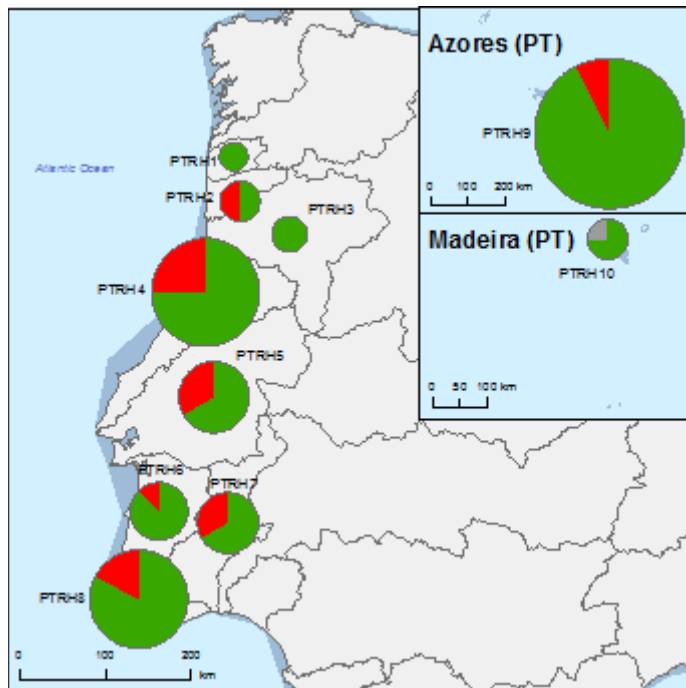 Azores (PT)
PTRH9
0 100 200 km
Madeira (PT)
PTRH10
0 50 100 km
Atlantic Ocean
PTRH1
PTRH2
PTRH3
PTRH4
PTRH5
PTRH6
PTRH7
PTRH8
0 100 200
km